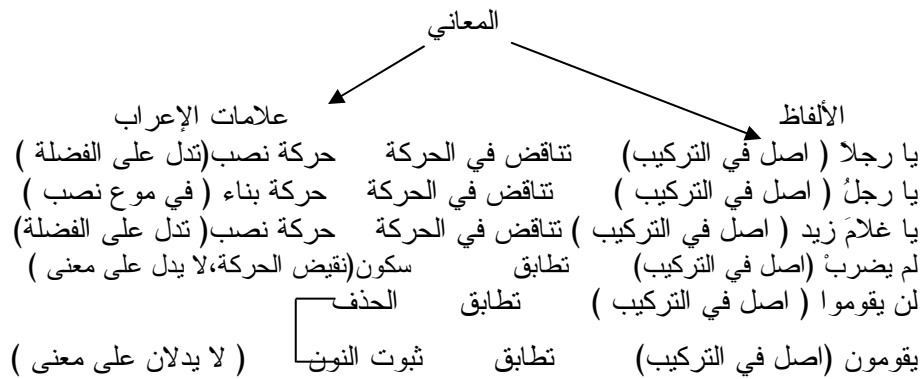 المعاني
الألفاظ علامات الإعراب
يا رجلا ( اصل في التركيب) تناقض في الحركة حركة نصب(تدل على الفضلة )
يا رجلُ ( اصل في التركيب ) تناقض في الحركة حركة بناء ( في موع نصب )
يا غلامَ زيد ( اصل في التركيب ) تناقض في الحركة حركة نصب( تدل على الفضلة)
لم يضربْ (اصل في التركيب) تطابق سكون(نقيض الحركة،لا يدل على معنى )
لن يقوموا ( اصل في التركيب ) تطابق الحذف
يقومون (اصل في التركيب) تطابق ثبوت النون ( لا يدلان على معنى )